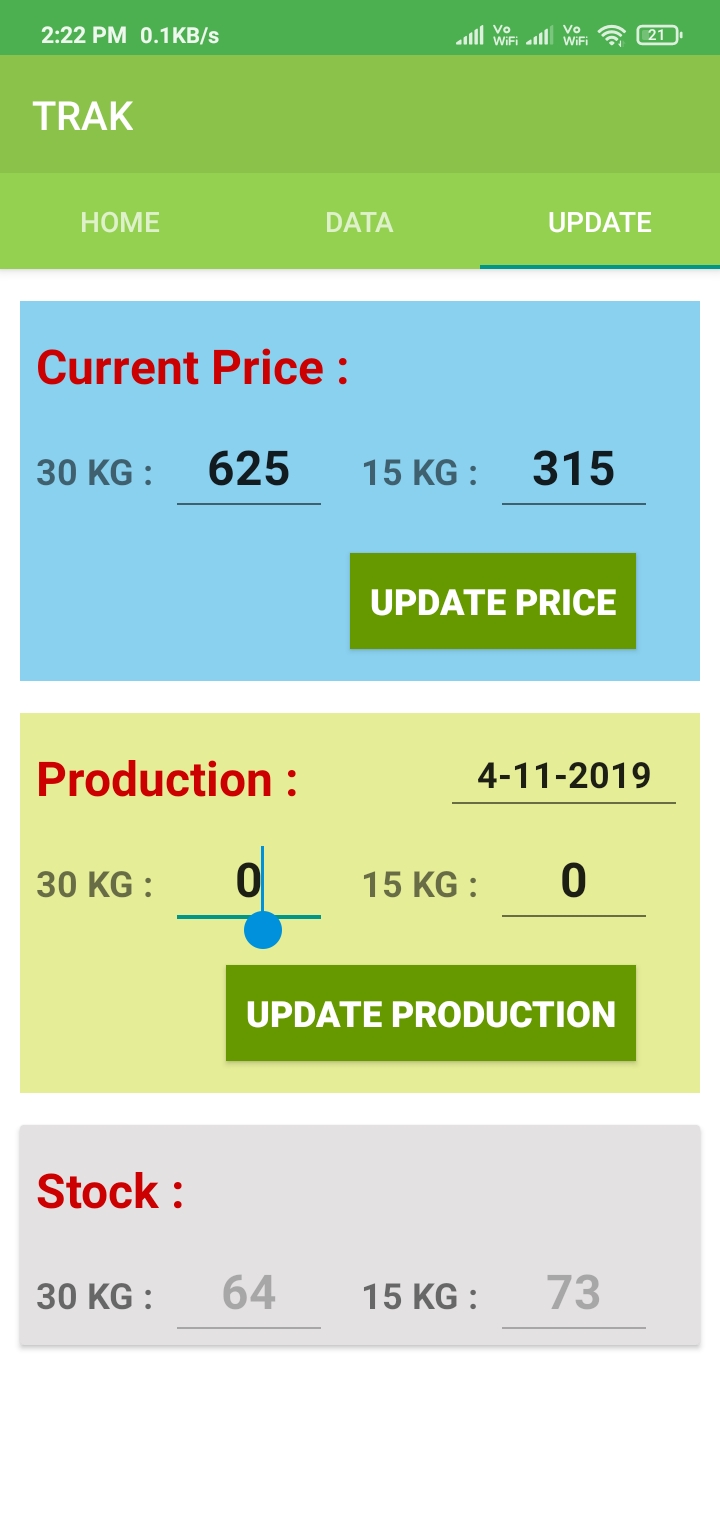 2:22 PM 0.1KB/s Vo WiFi Vo WiFi 21
TRAK
HOME DATA UPDATE
Current Price :
30 KG : 625 15 KG : 315
UPDATE PRICE
Production : 4-11-2019
30 KG : 0 15 KG : 0
UPDATE PRODUCTION
Stock :
30 KG : 64 15 KG : 73